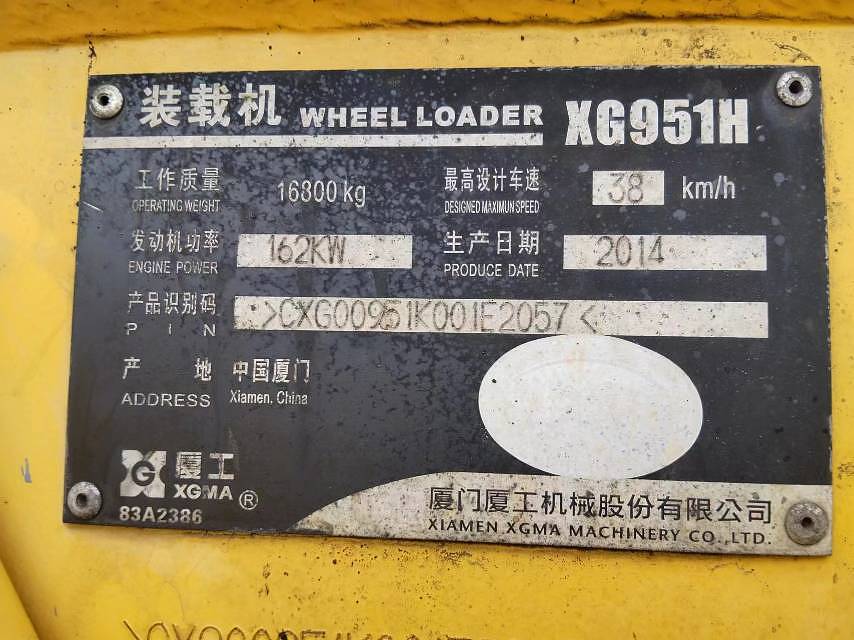 装载机 WHEEL LOADER XG951H
工作质量 16800 kg 最高设计车速 38 km/h
OPERATING WEIGHT DESIGNED MAXIMUN SPEED
发动机功率 162KW 生产日期 2014
ENGINE POWER PRODUCE DATE
产品识别码 >CXG00951K001E2057<
P I N
产 地 中国厦门
ADDRESS Xiamen, China
G 厦工
XGMA ®
83A2386
厦门厦工机械股份有限公司
XIAMEN XGMA MACHINERY CO.,LTD.